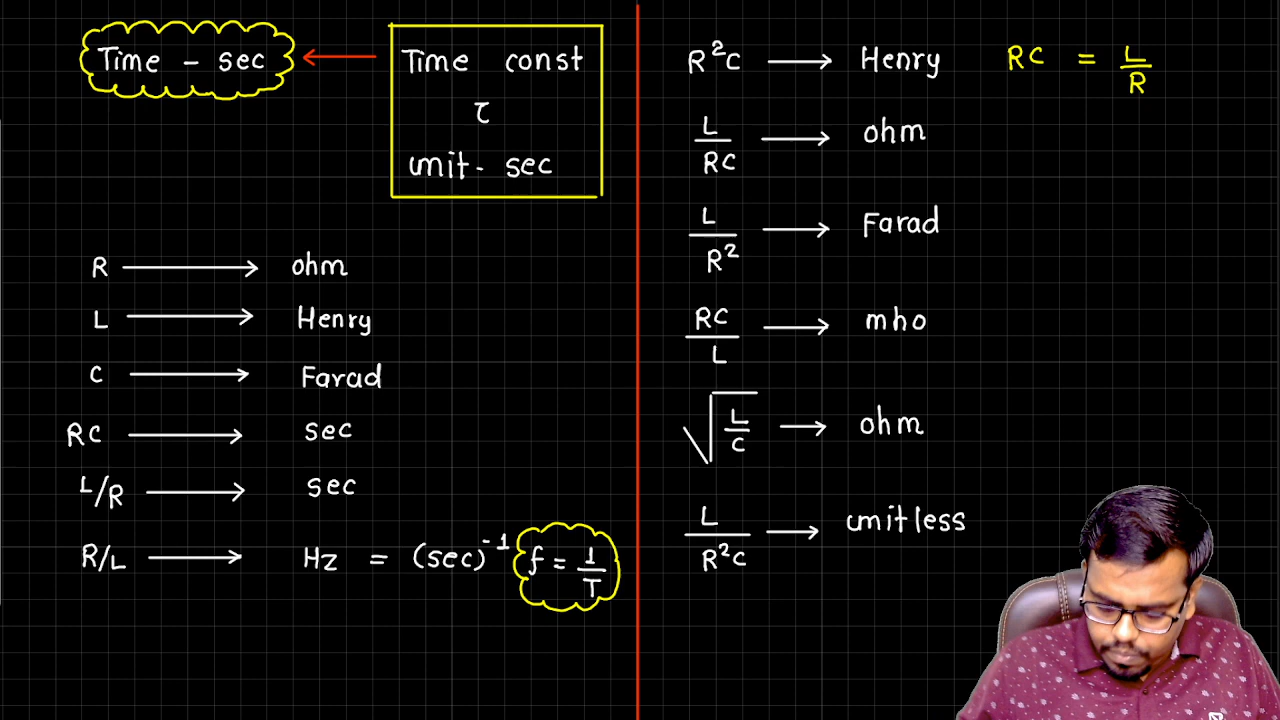 Time - sec ← Time const
τ
unit - sec
R → ohm
L → Henry
C → Farad
RC → sec
L/R → sec
R/L → Hz = (sec)⁻¹ f = 1/T
R²C → Henry RC = L/R
L/RC → ohm
L/R² → Farad
RC/L → mho
√(L/C) → ohm
L/R²C → unitless